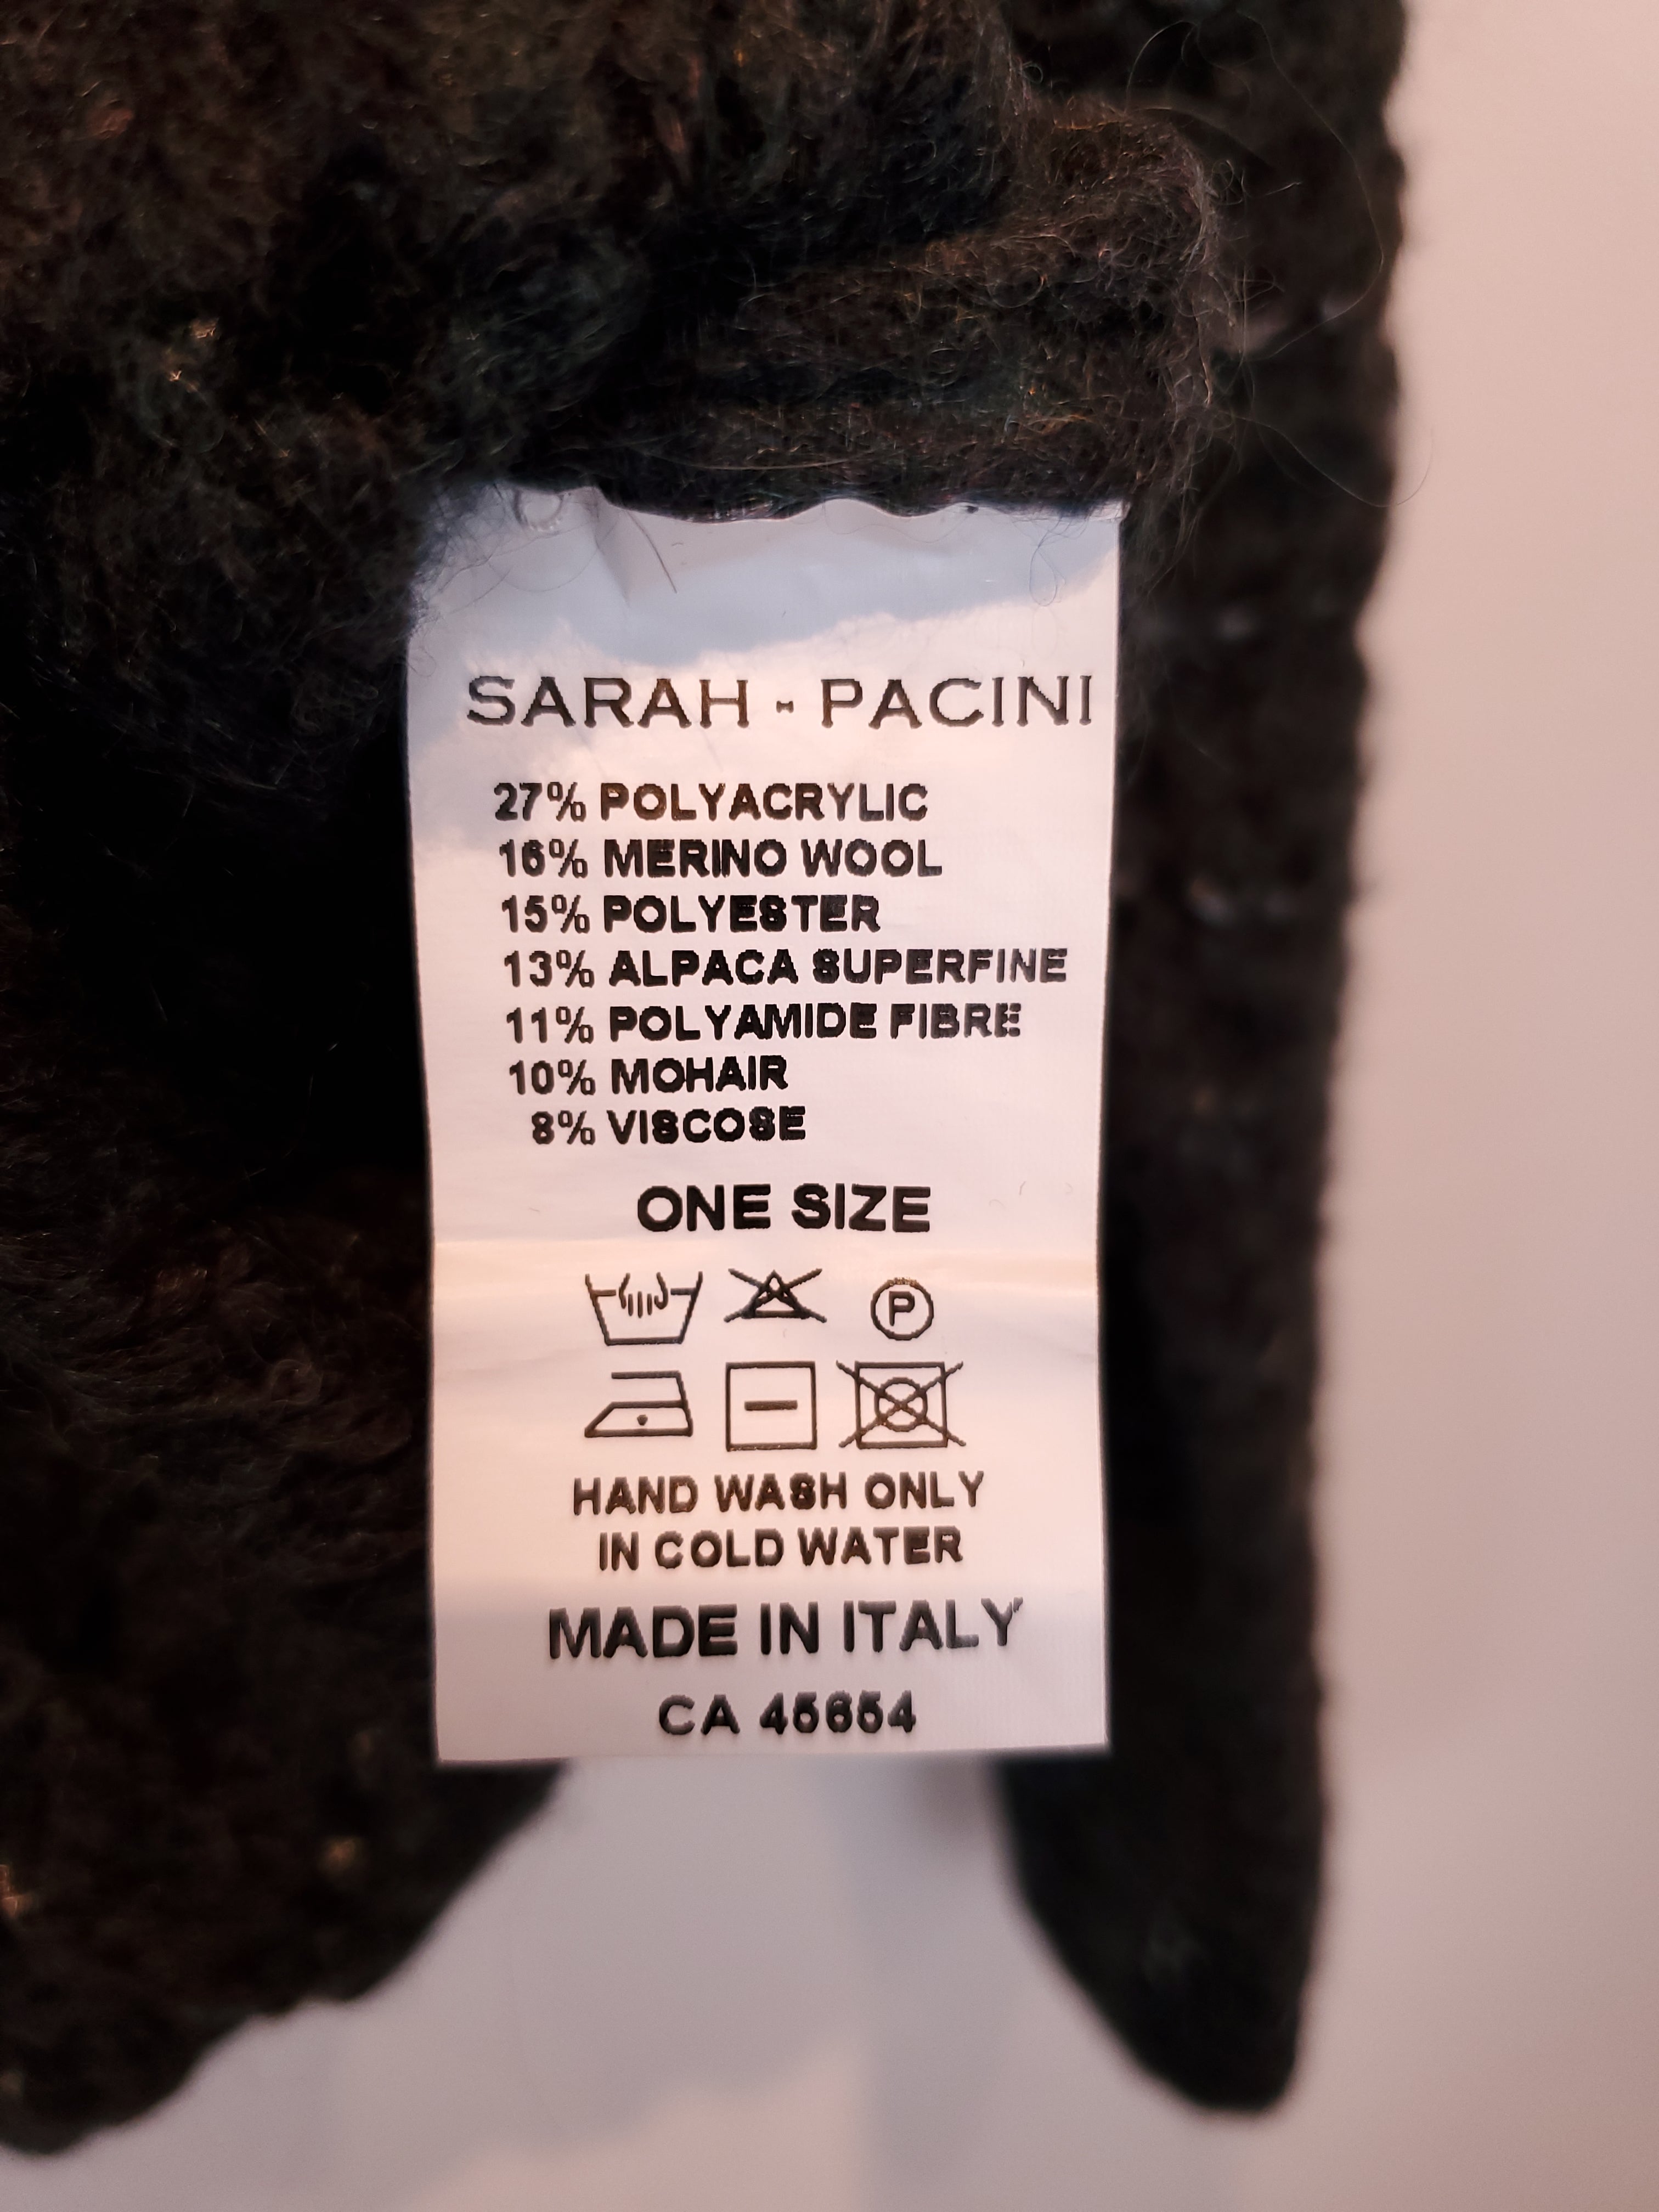 SARAH - PACINI
27% POLYACRYLIC
16% MERINO WOOL
15% POLYESTER
13% ALPACA SUPERFINE
11% POLYAMIDE FIBRE
10% MOHAIR
8% VISCOSE
ONE SIZE
P
HAND WASH ONLY
IN COLD WATER
MADE IN ITALY
CA 45654